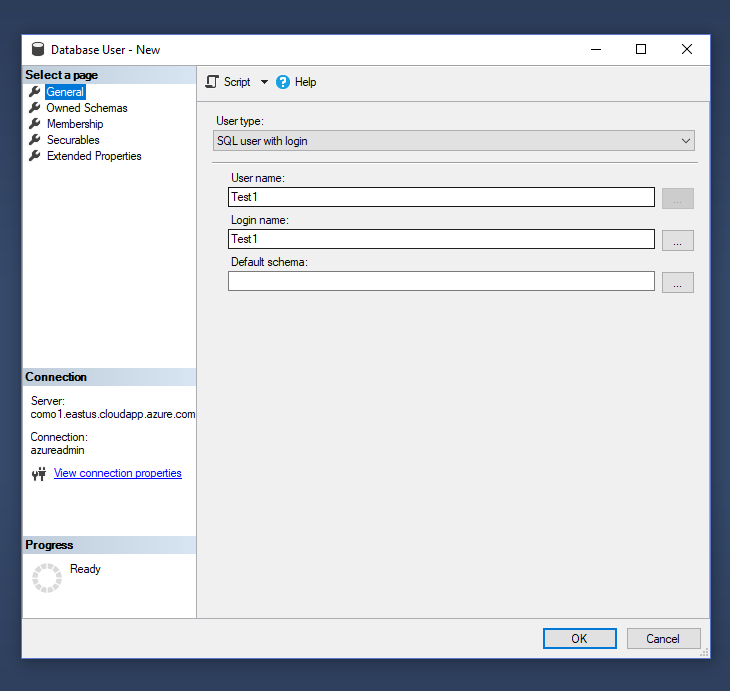 Database User - New
Select a page
General
Owned Schemas
Membership
Securables
Extended Properties
Connection
Server:
como1.eastus.cloudapp.azure.com
Connection:
azureadmin
View connection properties
Progress
Ready
Script
Help
User type:
SQL user with login
User name:
Test1
...
Login name:
Test1
...
Default schema:
...
OK
Cancel